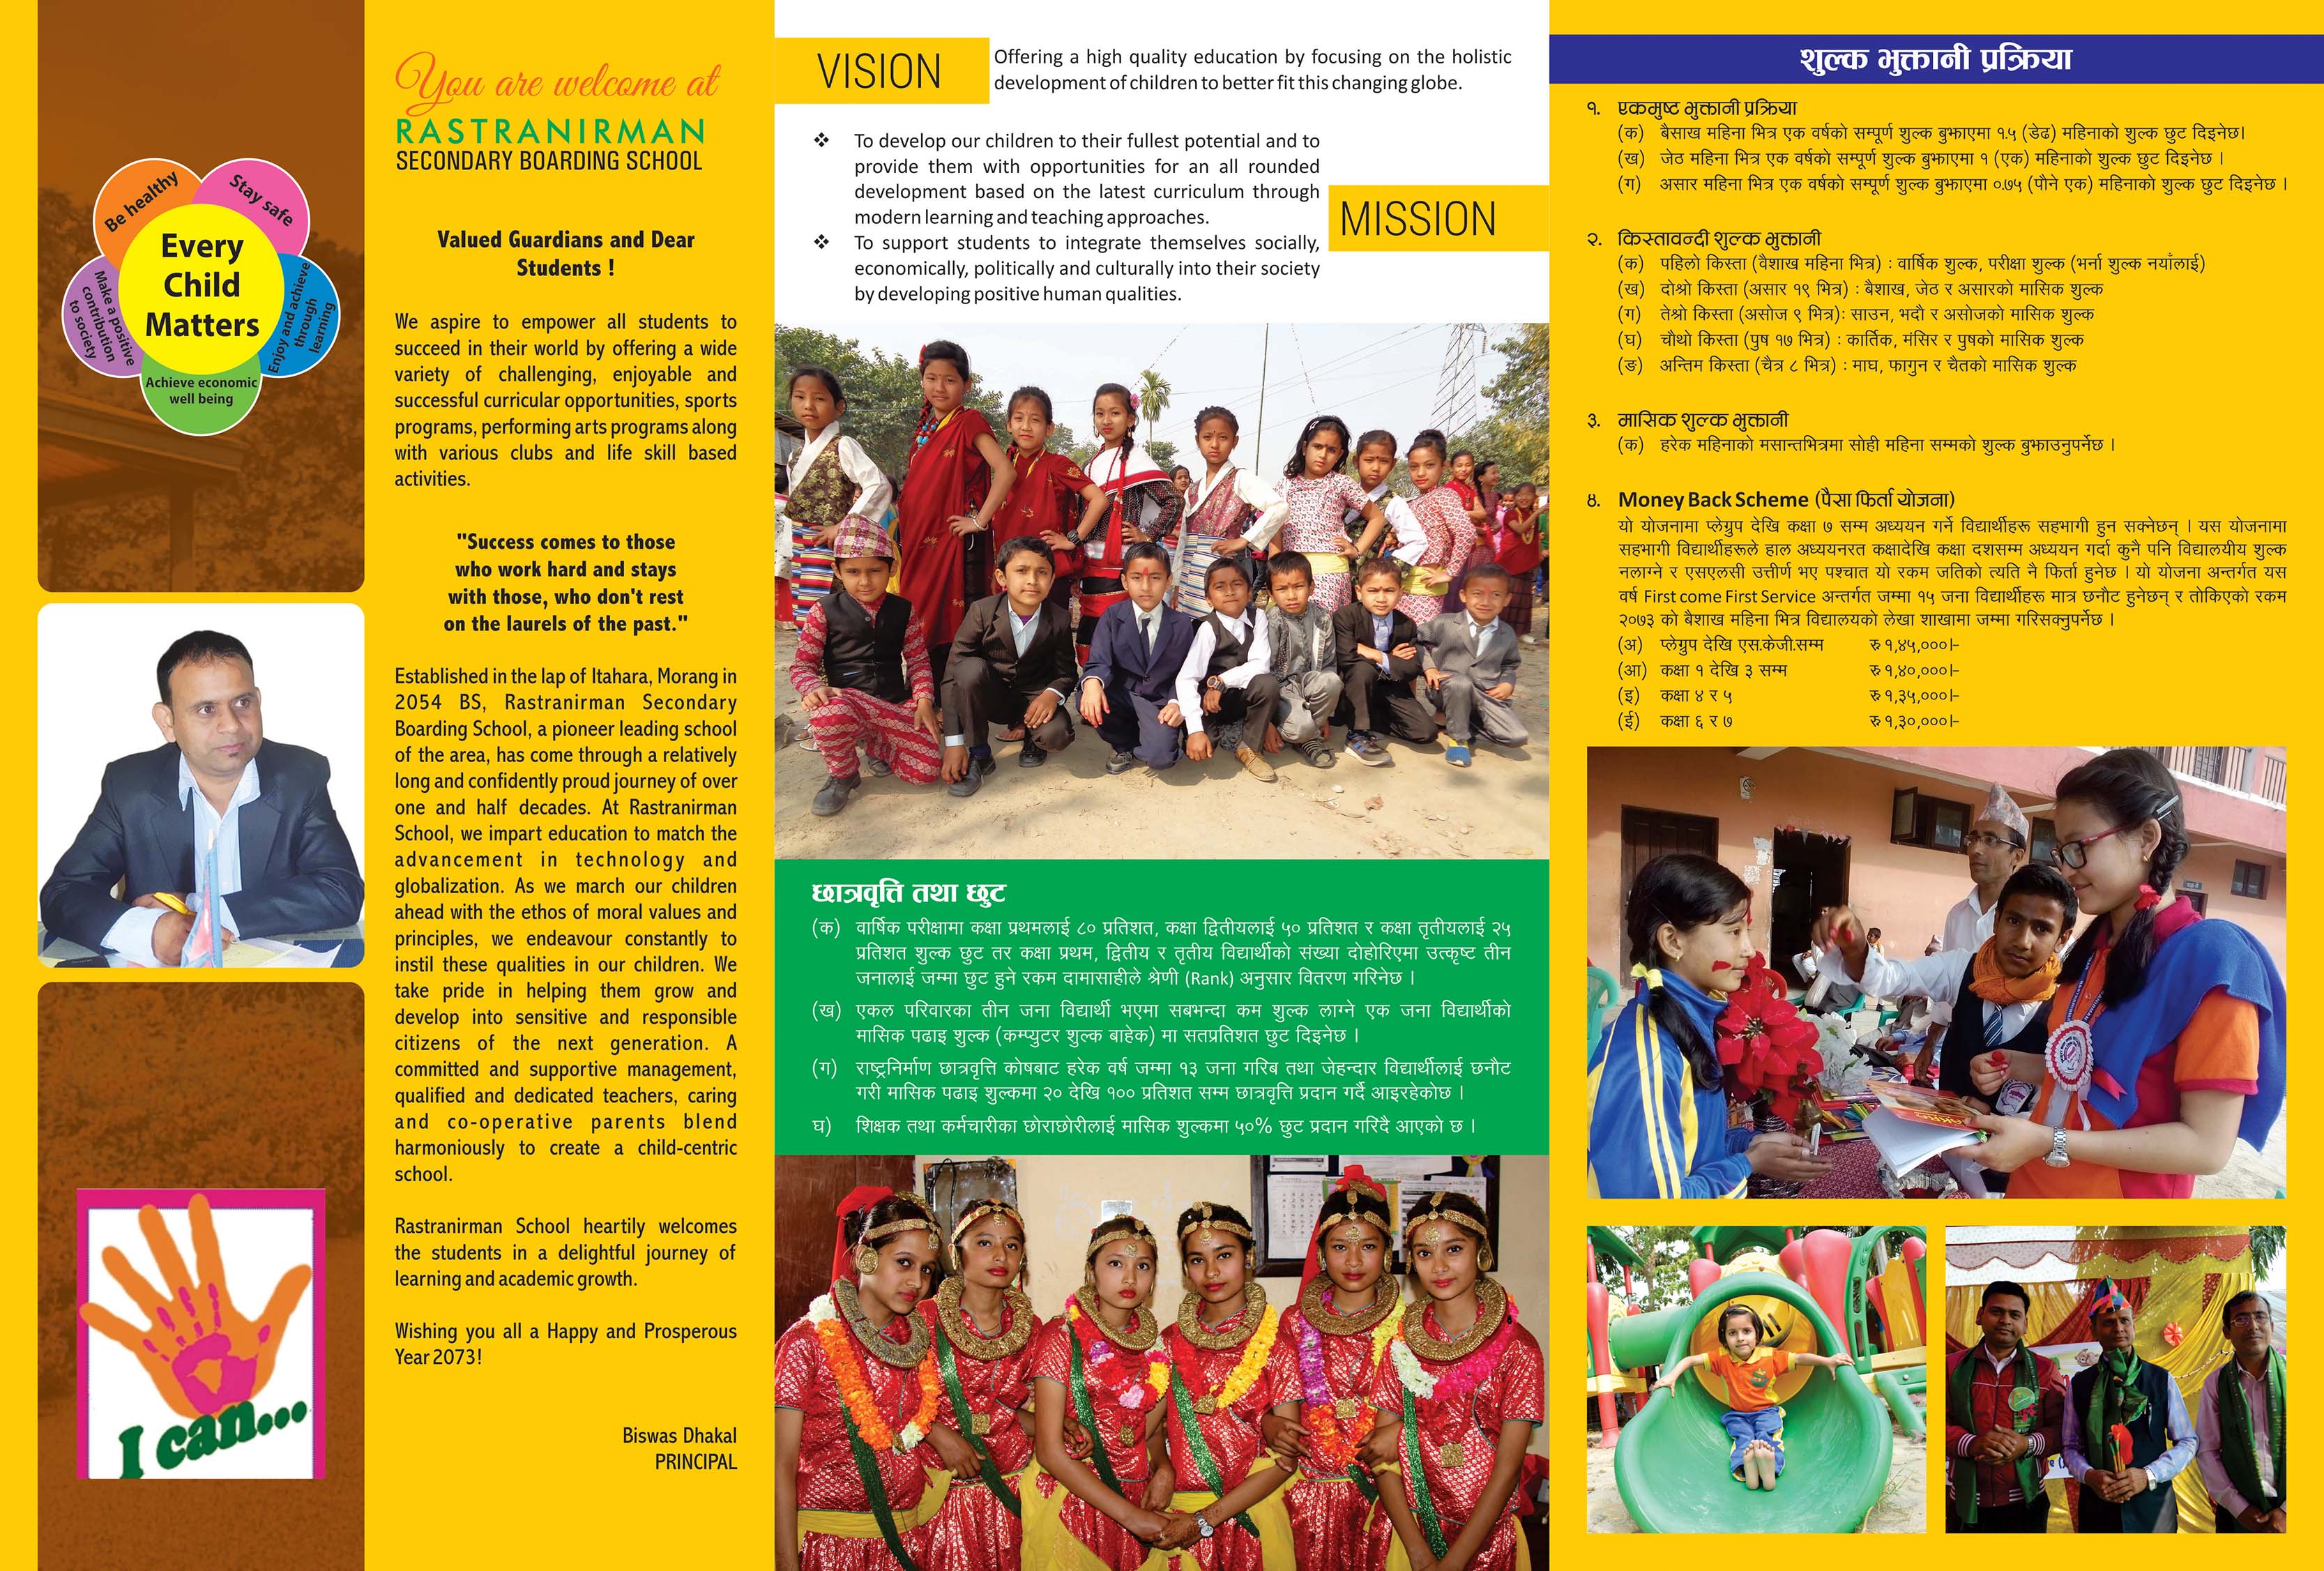 Be healthy
Stay safe
Every
Child
Matters
Make a positive
contribution
to society
Enjoy and achieve
through
learning
Achieve economic
well being
I can...
You are welcome at
RASTRANIRMAN
SECONDARY BOARDING SCHOOL
Valued Guardians and Dear
Students !
We aspire to empower all students to
succeed in their world by offering a wide
variety of challenging, enjoyable and
successful curricular opportunities, sports
programs, performing arts programs along
with various clubs and life skill based
activities.
"Success comes to those
who work hard and stays
with those, who don't rest
on the laurels of the past."
Established in the lap of Itahara, Morang in
2054 BS, Rastranirman Secondary
Boarding School, a pioneer leading school
of the area, has come through a relatively
long and confidently proud journey of over
one and half decades. At Rastranirman
School, we impart education to match the
advancement in technology and
globalization. As we march our children
ahead with the ethos of moral values and
principles, we endeavour constantly to
instil these qualities in our children. We
take pride in helping them grow and
develop into sensitive and responsible
citizens of the next generation. A
committed and supportive management,
qualified and dedicated teachers, caring
and co-operative parents blend
harmoniously to create a child-centric
school.
Rastranirman School heartily welcomes
the students in a delightful journey of
learning and academic growth.
Wishing you all a Happy and Prosperous
Year 2073!
Biswas Dhakal
PRINCIPAL
VISION
Offering a high quality education by focusing on the holistic
development of children to better fit this changing globe.
❖ To develop our children to their fullest potential and to
provide them with opportunities for an all rounded
development based on the latest curriculum through
modern learning and teaching approaches.
❖ To support students to integrate themselves socially,
economically, politically and culturally into their society
by developing positive human qualities.
MISSION
छात्रवृत्ति तथा छुट
(क) वार्षिक परीक्षामा कक्षा प्रथमलाई ८० प्रतिशत, कक्षा द्वितीयलाई ५० प्रतिशत र कक्षा तृतीयलाई २५
प्रतिशत शुल्क छुट तर कक्षा प्रथम, द्वितीय र तृतीय विद्यार्थीको संख्या दोहोरिएमा उत्कृष्ट तीन
जनालाई जम्मा छुट हुने रकम दामासाहीले श्रेणी (Rank) अनुसार वितरण गरिनेछ ।
(ख) एकल परिवारका तीन जना विद्यार्थी भएमा सबभन्दा कम शुल्क लाग्ने एक जना विद्यार्थीको
मासिक पढाइ शुल्क (कम्प्युटर शुल्क बाहेक) मा सतप्रतिशत छुट दिइनेछ ।
(ग) राष्ट्रनिर्माण छात्रवृत्ति कोषबाट हरेक वर्ष जम्मा १३ जना गरिब तथा जेहन्दार विद्यार्थीलाई छनौट
गरी मासिक पढाइ शुल्कमा २० देखि १०० प्रतिशत सम्म छात्रवृत्ति प्रदान गर्दै आइरहेकोछ ।
घ) शिक्षक तथा कर्मचारीका छोराछोरीलाई मासिक शुल्कमा ५०% छुट प्रदान गरिदै आएको छ ।
शुल्क भुक्तानी प्रक्रिया
१. एकमुष्ट भुक्तानी प्रक्रिया
(क) बैसाख महिना भित्र एक वर्षको सम्पूर्ण शुल्क बुझाएमा १.५ (डेढ) महिनाको शुल्क छुट दिइनेछ।
(ख) जेठ महिना भित्र एक वर्षको सम्पूर्ण शुल्क बुझाएमा १ (एक) महिनाको शुल्क छुट दिइनेछ ।
(ग) असार महिना भित्र एक वर्षको सम्पूर्ण शुल्क बुझाएमा ०.७५ (पौने एक) महिनाको शुल्क छुट दिइनेछ ।
२. किस्तावन्दी शुल्क भुक्तानी
(क) पहिलो किस्ता (वैशाख महिना भित्र) : वार्षिक शुल्क, परीक्षा शुल्क (भर्ना शुल्क नयाँलाई)
(ख) दोश्रो किस्ता (असार १९ भित्र) : बैशाख, जेठ र असारको मासिक शुल्क
(ग) तेश्रो किस्ता (असोज ९ भित्र): साउन, भदौ र असोजको मासिक शुल्क
(घ) चौथो किस्ता (पुष १७ भित्र) : कार्तिक, मंसिर र पुषको मासिक शुल्क
(ङ) अन्तिम किस्ता (चैत्र ८ भित्र) : माघ, फागुन र चैतको मासिक शुल्क
३. मासिक शुल्क भुक्तानी
(क) हरेक महिनाको मसान्तभित्रमा सोही महिना सम्मको शुल्क बुझाउनुपर्नेछ ।
४. Money Back Scheme (पैसा फिर्ता योजना)
यो योजनामा प्लेग्रुप देखि कक्षा ७ सम्म अध्ययन गर्ने विद्यार्थीहरू सहभागी हुन सक्नेछन् । यस योजनामा
सहभागी विद्यार्थीहरूले हाल अध्ययनरत कक्षादेखि कक्षा दशसम्म अध्ययन गर्दा कुनै पनि विद्यालयीय शुल्क
नलाग्ने र एसएलसी उत्तीर्ण भए पश्चात यो रकम जतिको त्यति नै फिर्ता हुनेछ । यो योजना अन्तर्गत यस
वर्ष First come First Service अन्तर्गत जम्मा १५ जना विद्यार्थीहरू मात्र छनौट हुनेछन् र तोकिएको रकम
२०७३ को बैशाख महिना भित्र विद्यालयको लेखा शाखामा जम्मा गरिसक्नुपर्नेछ ।
(अ) प्लेग्रुप देखि एस.के.जी.सम्म रु १,४५,०००।–
(आ) कक्षा १ देखि ३ सम्म रु १,४०,०००।–
(इ) कक्षा ४ र ५ रु १,३५,०००।–
(ई) कक्षा ६ र ७ रु १,३०,०००।–